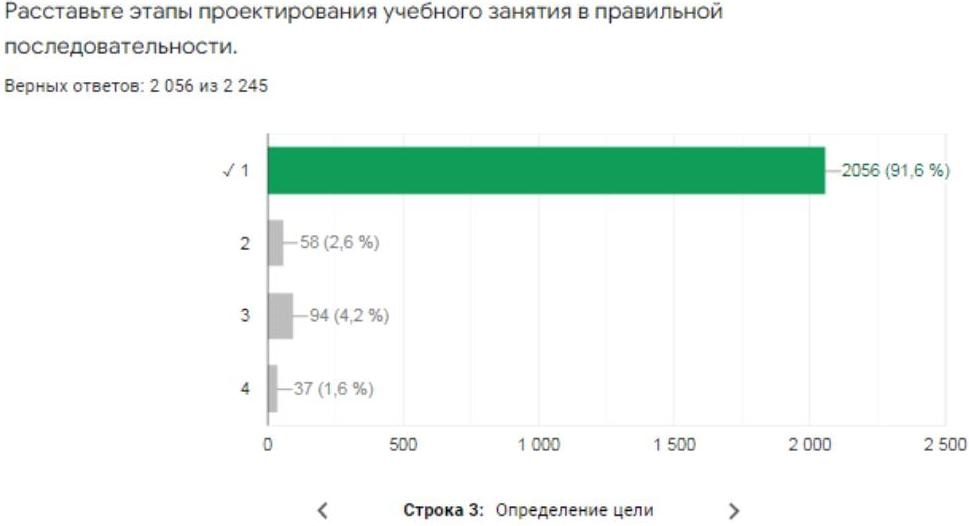 Расставьте этапы проектирования учебного занятия в правильной
последовательности.
Верных ответов: 2 056 из 2 245
✓ 1
2056 (91,6 %)
2
58 (2,6 %)
3
94 (4,2 %)
4
37 (1,6 %)
0 500 1 000 1 500 2 000 2 500
Строка 3: Определение цели